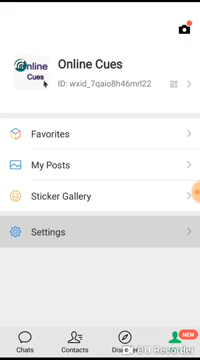 Online
Cues
Online Cues
ID: wxid_7qaio8h46mrl22
Favorites
My Posts
Sticker Gallery
Settings
NEW
Chats
Contacts
DU Recorder